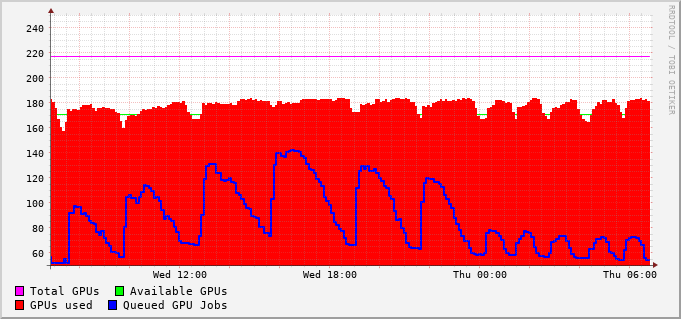 RRDTOOL / TOBI OETIKER
240
220
200
180
160
140
120
100
80
60
Wed 12:00 Wed 18:00 Thu 00:00 Thu 06:00
Total GPUs Available GPUs
GPUs used Queued GPU Jobs